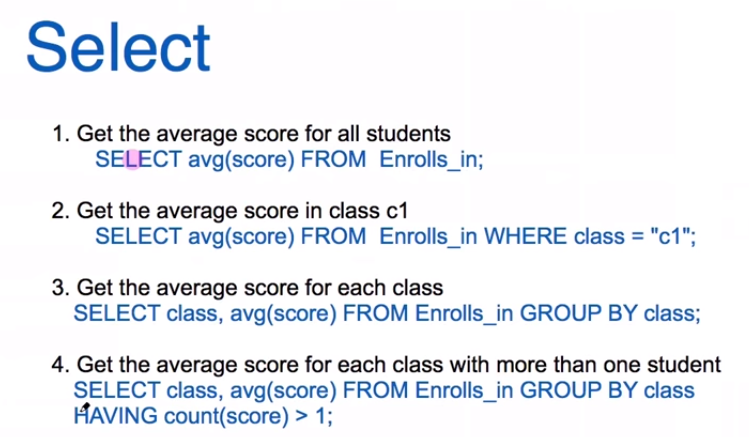 Select
1. Get the average score for all students
SELECT avg(score) FROM Enrolls_in;
2. Get the average score in class c1
SELECT avg(score) FROM Enrolls_in WHERE class = "c1";
3. Get the average score for each class
SELECT class, avg(score) FROM Enrolls_in GROUP BY class;
4. Get the average score for each class with more than one student
SELECT class, avg(score) FROM Enrolls_in GROUP BY class
HAVING count(score) > 1;